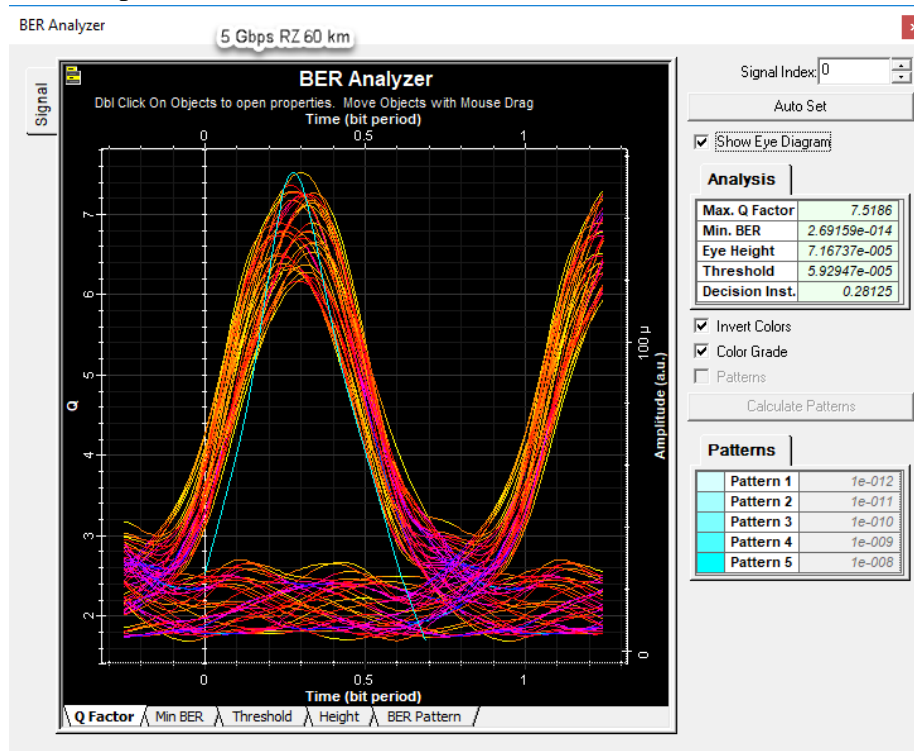 BER Analyzer
5 Gbps RZ 60 km
Signal
BER Analyzer
Dbl Click On Objects to open properties. Move Objects with Mouse Drag
Time (bit period)
0 0.5 1
Q
7
6
5
4
3
2
Amplitude (a.u.)
100 µ
0
0 0.5 1
Time (bit period)
Q Factor Min BER Threshold Height BER Pattern
Signal Index: 0
Auto Set
Show Eye Diagram
Analysis
Max. Q Factor 7.5186
Min. BER 2.69159e-014
Eye Height 7.16737e-005
Threshold 5.92947e-005
Decision Inst. 0.28125
Invert Colors
Color Grade
Patterns
Calculate Patterns
Patterns
Pattern 1 1e-012
Pattern 2 1e-011
Pattern 3 1e-010
Pattern 4 1e-009
Pattern 5 1e-008